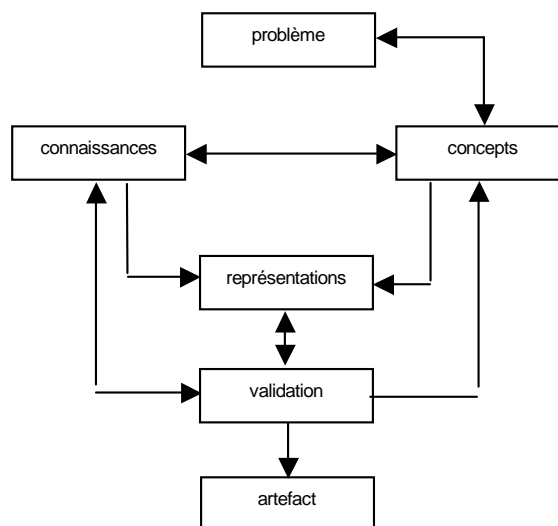 problème
connaissances
concepts
représentations
validation
artefact